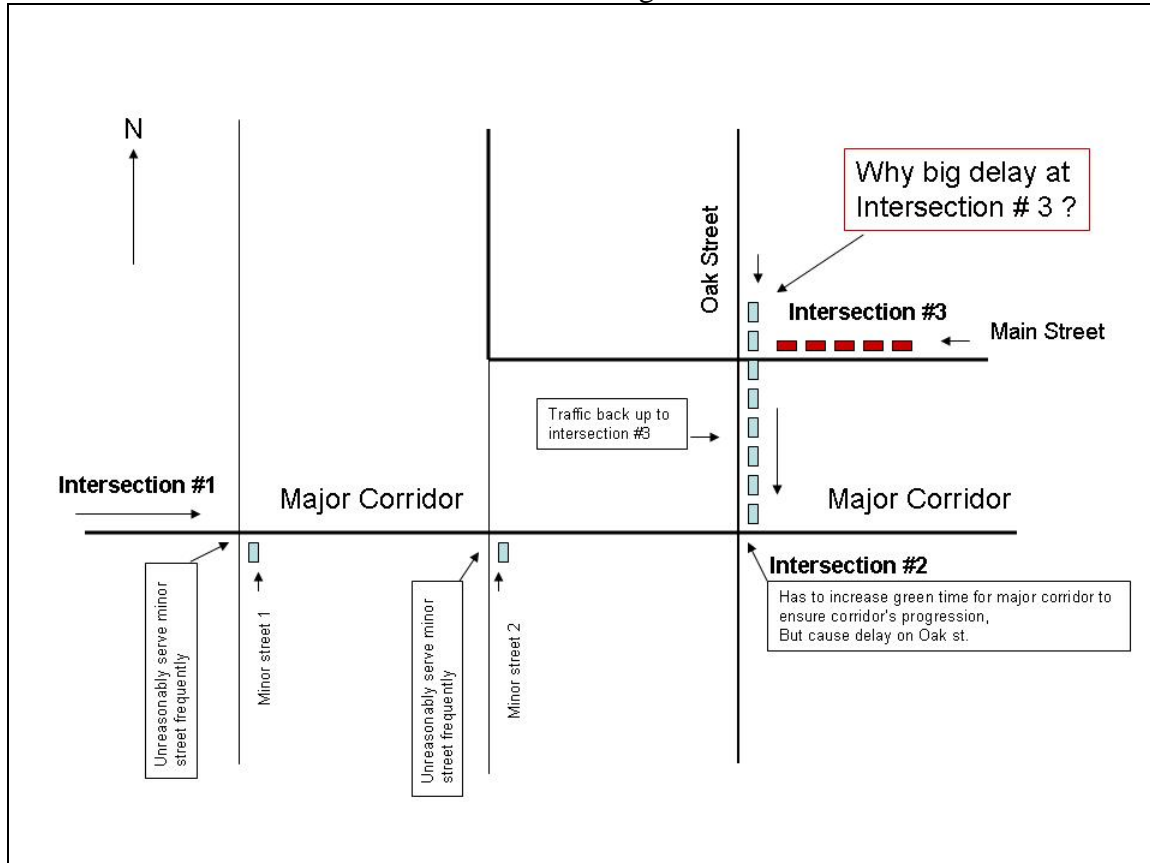 N
Why big delay at
Intersection # 3 ?
Oak Street
Intersection #3
Main Street
Traffic back up to
intersection #3
Intersection #1
Major Corridor
Major Corridor
Intersection #2
Has to increase green time for major corridor to
ensure corridor's progression,
But cause delay on Oak st.
Unreasonably serve minor
street frequently
Minor street 1
Unreasonably serve minor
street frequently
Minor street 2